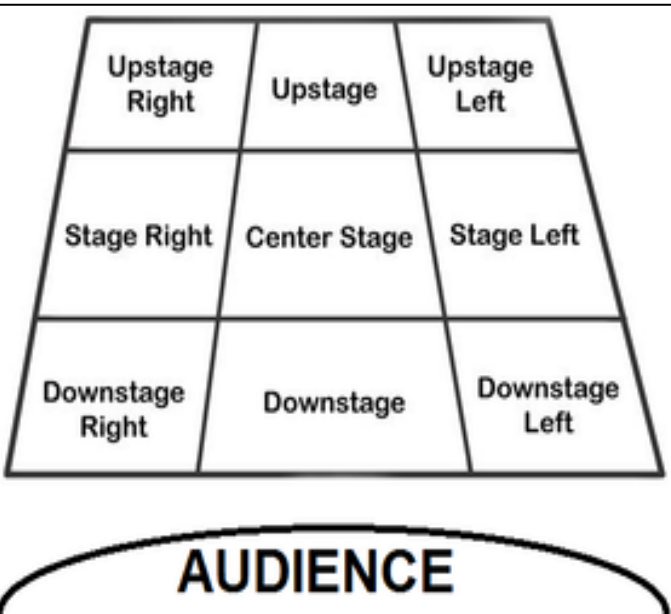 Upstage
Right
Upstage
Upstage
Left
Stage Right
Center Stage
Stage Left
Downstage
Right
Downstage
Downstage
Left
AUDIENCE